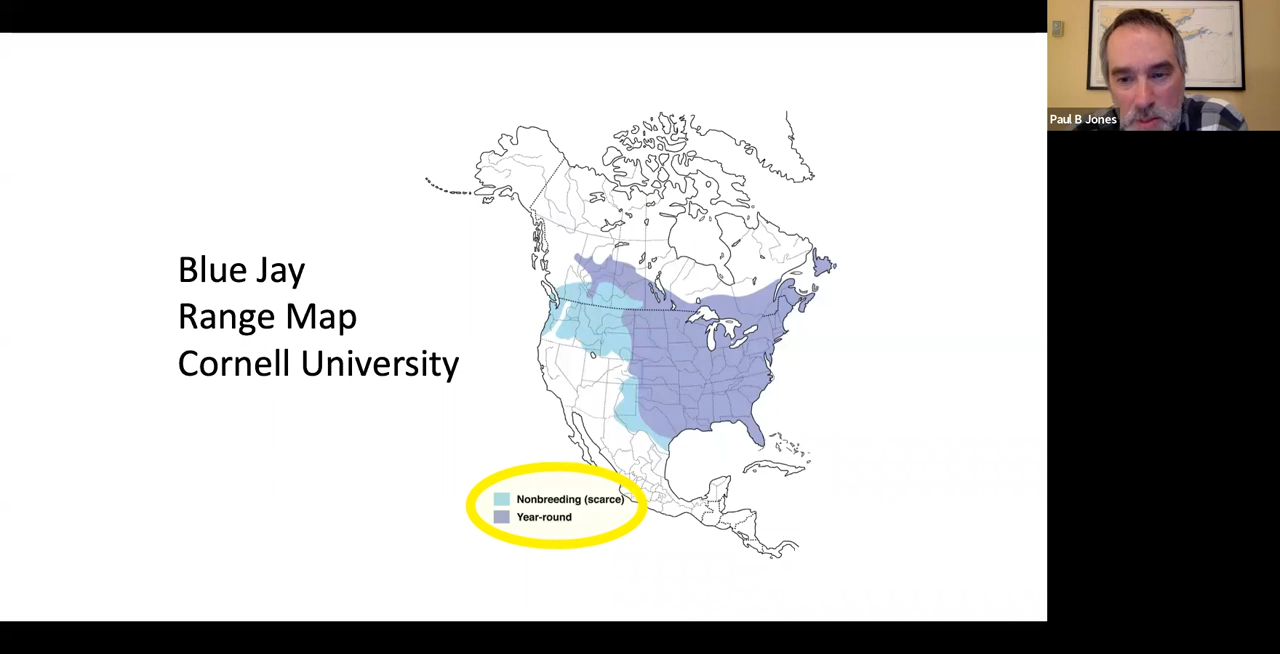 Blue Jay
Range Map
Cornell University
Nonbreeding (scarce)
Year-round
Paul B Jones